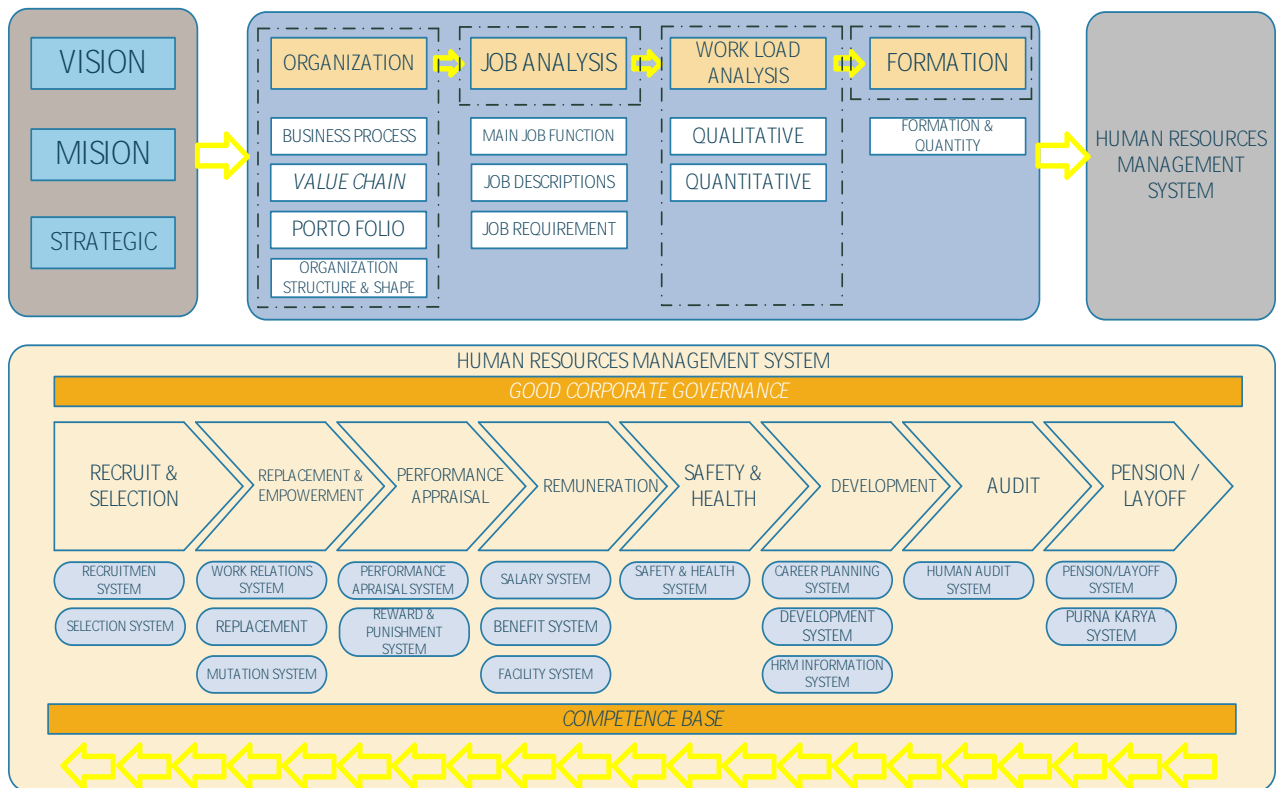 VISION
MISION
STRATEGIC
ORGANIZATION
BUSINESS PROCESS
VALUE CHAIN
PORTO FOLIO
ORGANIZATION
STRUCTURE & SHAPE
JOB ANALYSIS
MAIN JOB FUNCTION
JOB DESCRIPTIONS
JOB REQUIREMENT
WORK LOAD
ANALYSIS
QUALITATIVE
QUANTITATIVE
FORMATION
FORMATION &
QUANTITY
HUMAN RESOURCES
MANAGEMENT
SYSTEM
HUMAN RESOURCES MANAGEMENT SYSTEM
GOOD CORPORATE GOVERNANCE
RECRUIT &
SELECTION
REPLACEMENT &
EMPOWERMENT
PERFORMANCE
APPRAISAL
REMUNERATION
SAFETY &
HEALTH
DEVELOPMENT
AUDIT
PENSION /
LAYOFF
RECRUITMEN
SYSTEM
SELECTION SYSTEM
WORK RELATIONS
SYSTEM
REPLACEMENT
MUTATION SYSTEM
PERFORMANCE
APPRAISAL SYSTEM
REWARD &
PUNISHMENT
SYSTEM
SALARY SYSTEM
BENEFIT SYSTEM
FACILITY SYSTEM
SAFETY & HEALTH
SYSTEM
CAREER PLANNING
SYSTEM
DEVELOPMENT
SYSTEM
HRM INFORMATION
SYSTEM
HUMAN AUDIT
SYSTEM
PENSION/LAYOFF
SYSTEM
PURNA KARYA
SYSTEM
COMPETENCE BASE